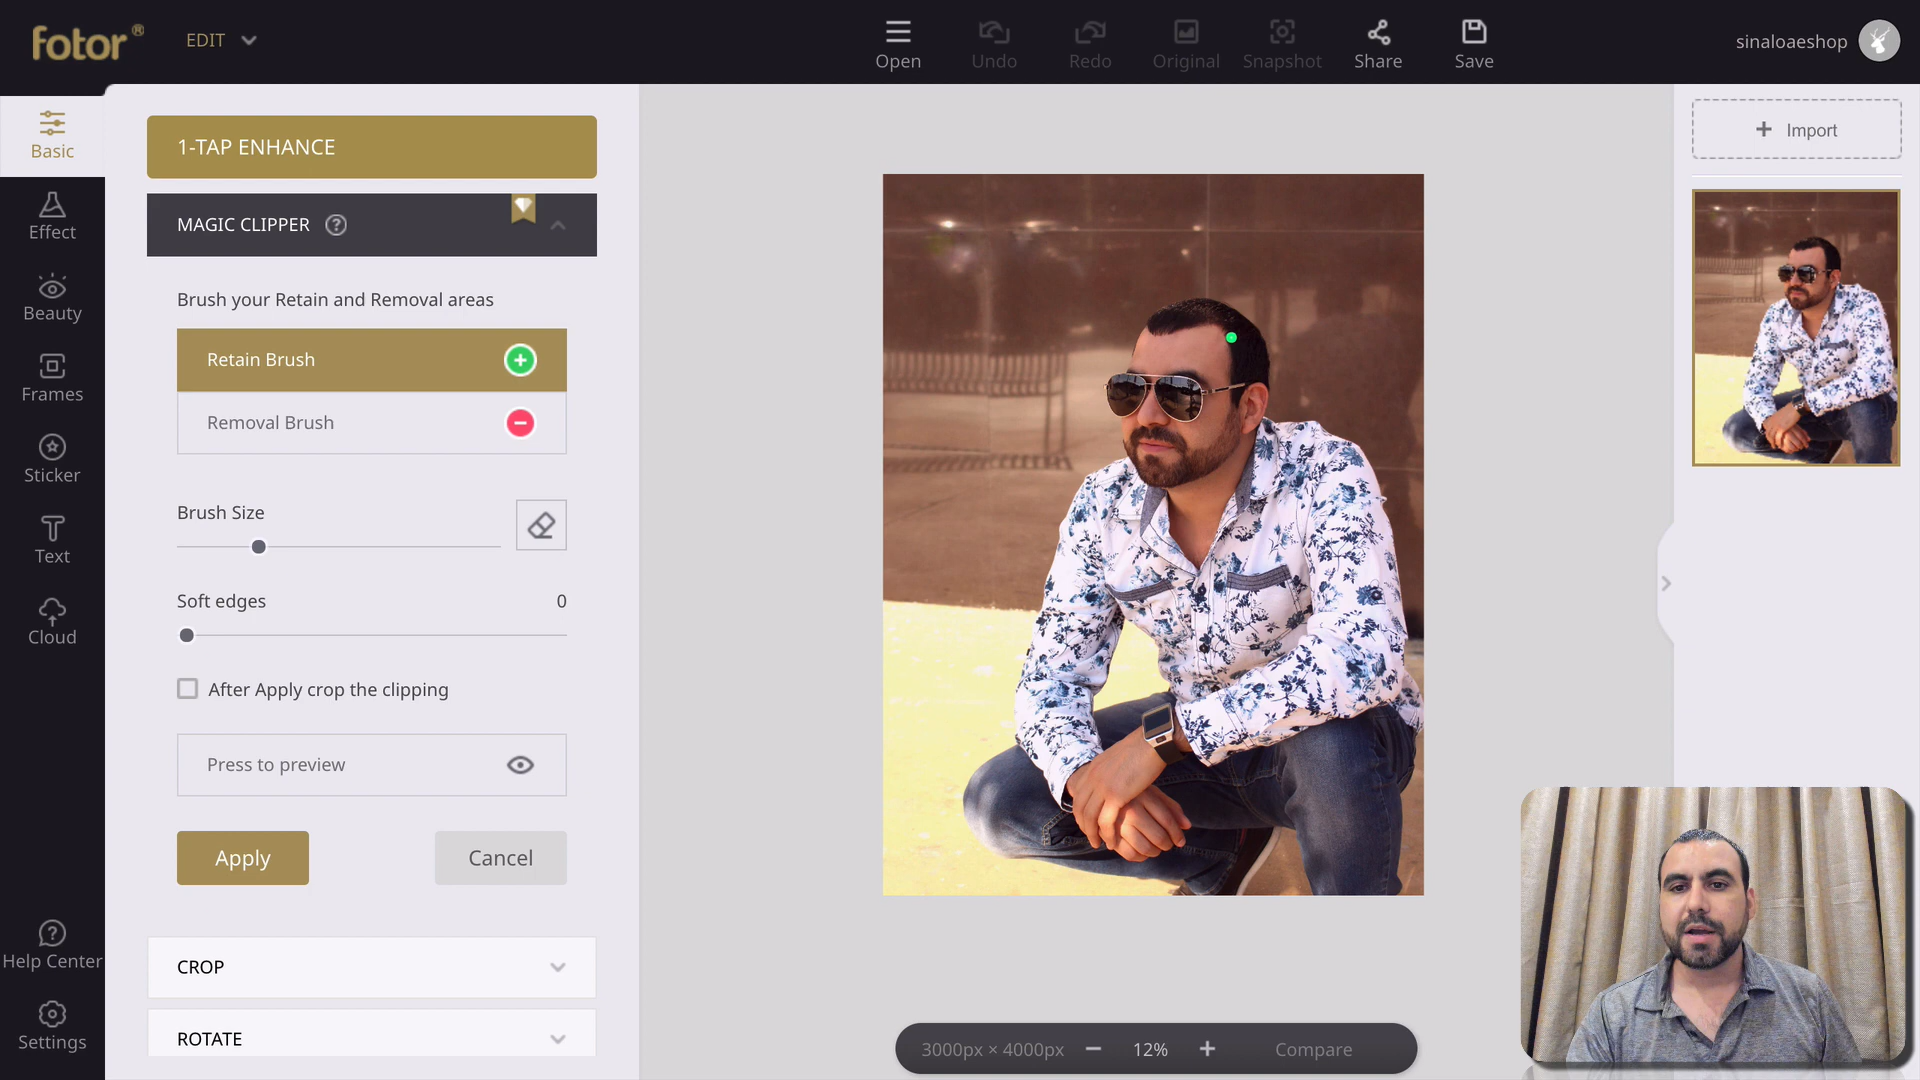 fotor®
EDIT
Open
Undo
Redo
Original
Snapshot
Share
Save
sinaloaeshop
Basic
Effect
Beauty
Frames
Sticker
Text
Cloud
Help Center
Settings
1-TAP ENHANCE
MAGIC CLIPPER ?
Brush your Retain and Removal areas
Retain Brush
Removal Brush
Brush Size
Soft edges 0
After Apply crop the clipping
Press to preview
Apply
Cancel
CROP
ROTATE
3000px × 4000px
12%
Compare
Import